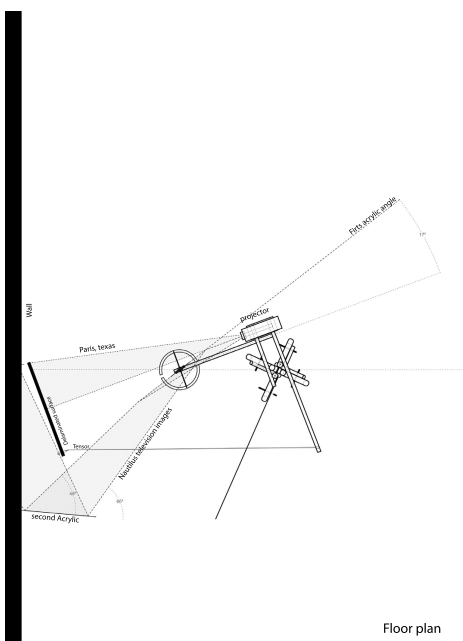 Firts acrylic angle
projector
Wall
Paris, texas
Nautilus television images
Tensor
second Acrylic
Floor plan